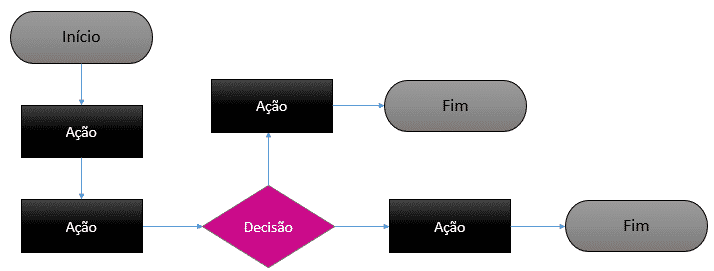 Início
Ação
Fim
Ação
Ação
Decisão
Ação
Fim